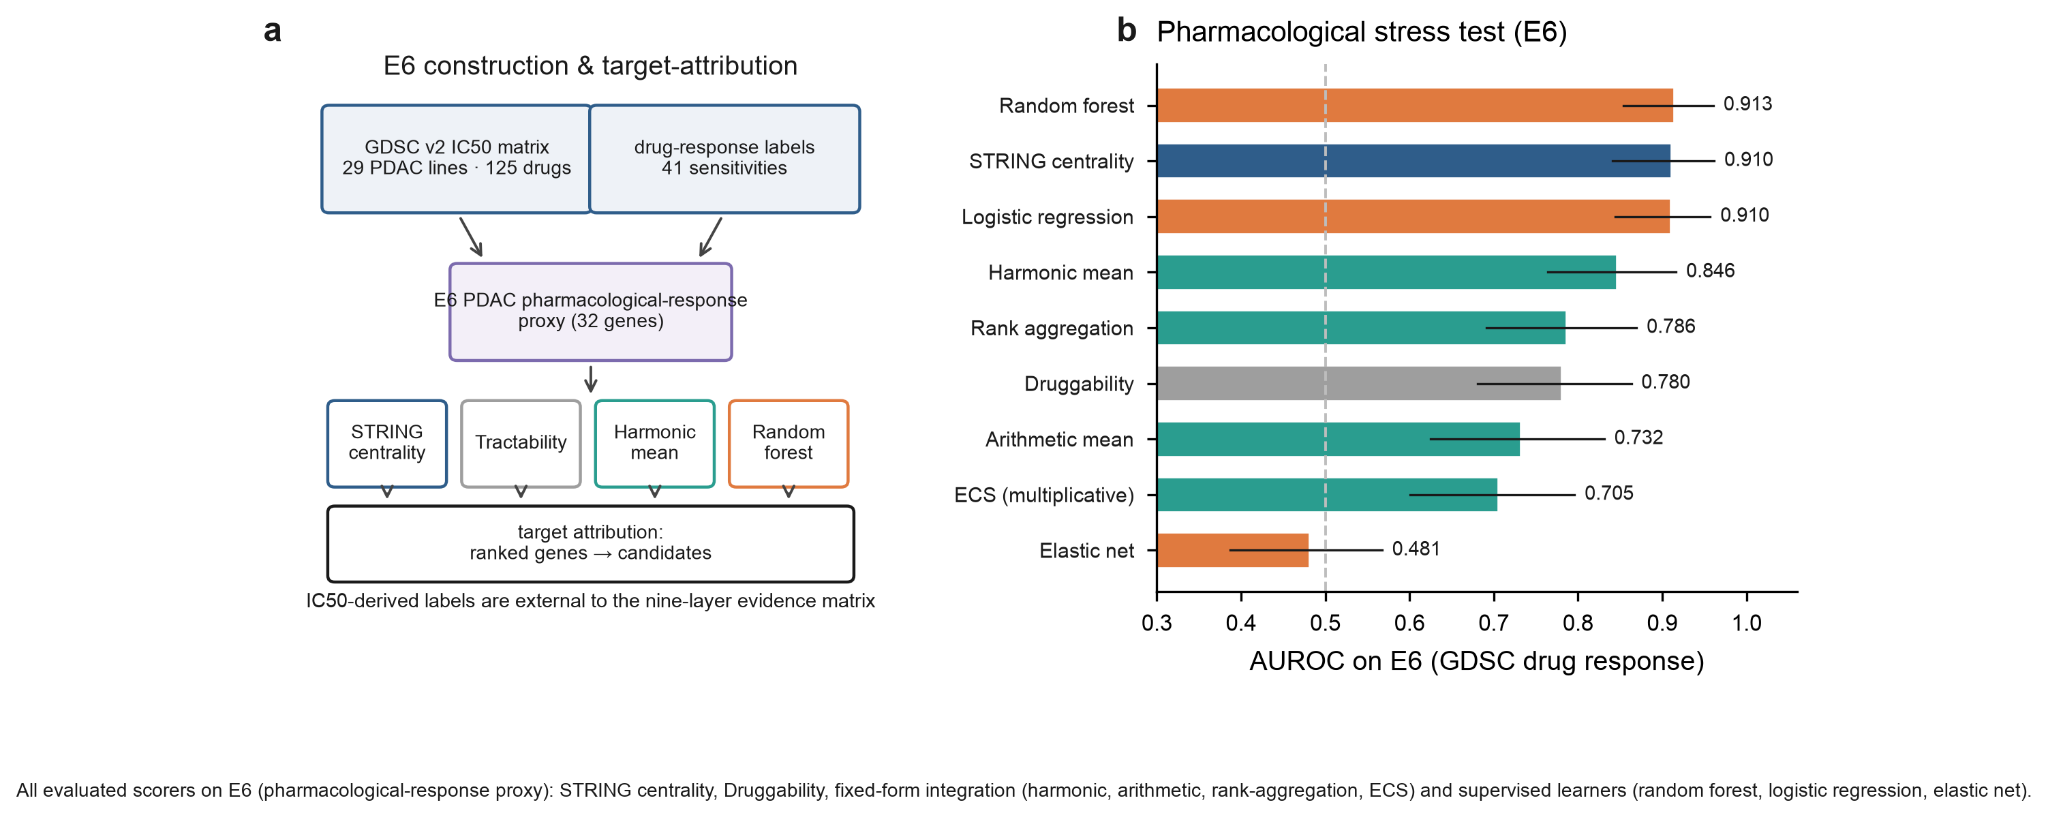 a
E6 construction & target-attribution
GDSC v2 IC50 matrix
29 PDAC lines · 125 drugs
drug-response labels
41 sensitivities
E6 PDAC pharmacological-response
proxy (32 genes)
STRING
centrality
Tractability
Harmonic
mean
Random
forest
target attribution:
ranked genes → candidates
IC50-derived labels are external to the nine-layer evidence matrix
b Pharmacological stress test (E6)
Random forest 0.913
STRING centrality 0.910
Logistic regression 0.910
Harmonic mean 0.846
Rank aggregation 0.786
Druggability 0.780
Arithmetic mean 0.732
ECS (multiplicative) 0.705
Elastic net 0.481
0.3 0.4 0.5 0.6 0.7 0.8 0.9 1.0
AUROC on E6 (GDSC drug response)
All evaluated scorers on E6 (pharmacological-response proxy): STRING centrality, Druggability, fixed-form integration (harmonic, arithmetic, rank-aggregation, ECS) and supervised learners (random forest, logistic regression, elastic net).